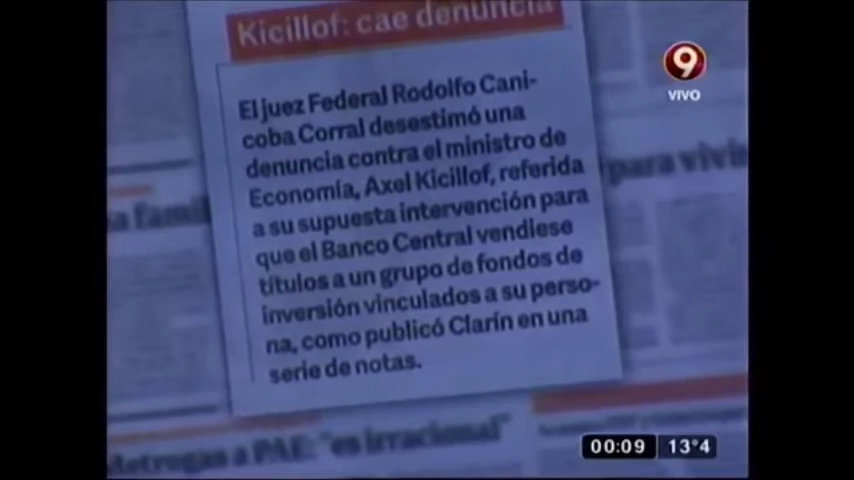 Kicillof: cae denuncia
El juez Federal Rodolfo Cani-
coba Corral desestimó una
denuncia contra el ministro de
Economía, Axel Kicillof, referida
a su supuesta intervención para
que el Banco Central vendiese
títulos a un grupo de fondos de
inversión vinculados a su perso-
na, como publicó Clarín en una
serie de notas.
9
VIVO
para vivir
Metrogas a PAE: "es irracional"
00:09 13°4